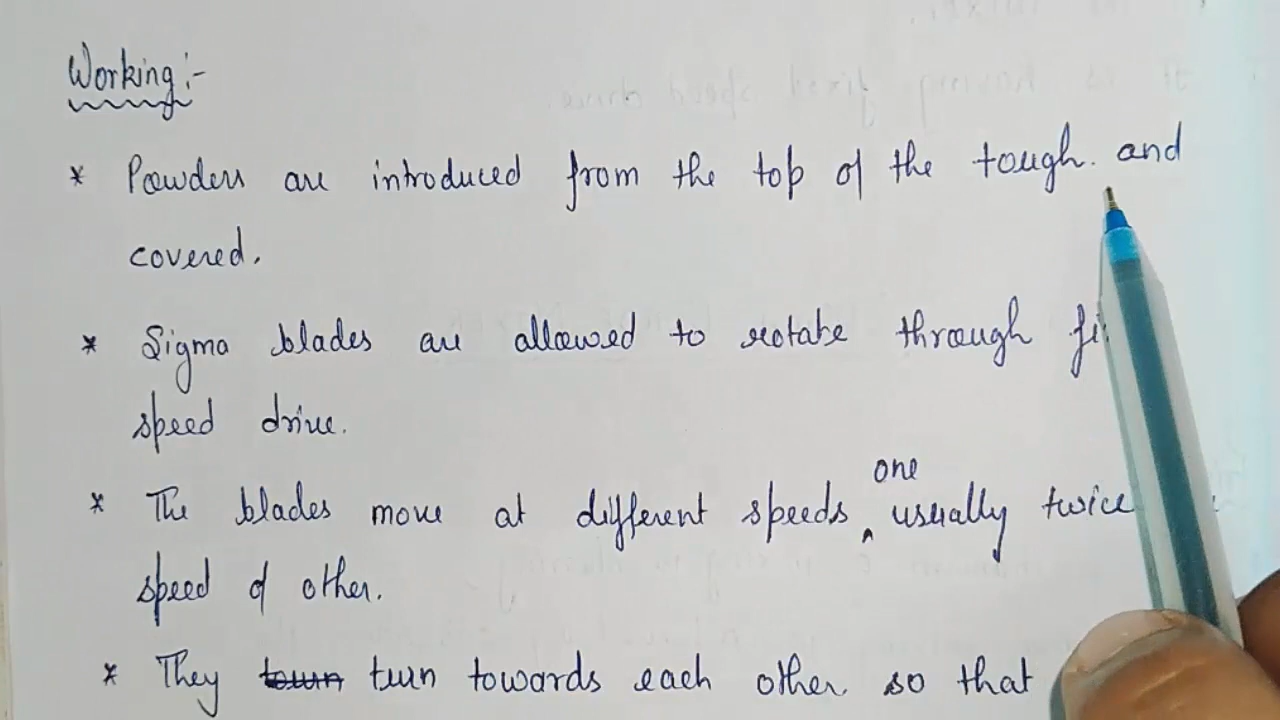 Working :-
* Powders are introduced from the top of the tough. and
covered.
* Sigma blades are allowed to rotate through
speed drive.
one
* The blades move at different speeds ^ usually twice
speed of other.
* They town turn towards each other so that